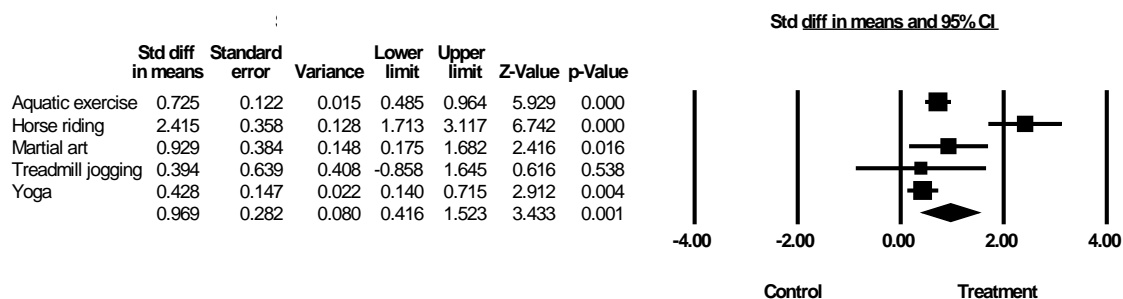 Std diff in means and 95% CI
Std diff Standard Lower Upper
in means error Variance limit limit Z-Value p-Value
Aquatic exercise 0.725 0.122 0.015 0.485 0.964 5.929 0.000
Horse riding 2.415 0.358 0.128 1.713 3.117 6.742 0.000
Martial art 0.929 0.384 0.148 0.175 1.682 2.416 0.016
Treadmill jogging 0.394 0.639 0.408 -0.858 1.645 0.616 0.538
Yoga 0.428 0.147 0.022 0.140 0.715 2.912 0.004
0.969 0.282 0.080 0.416 1.523 3.433 0.001
-4.00 -2.00 0.00 2.00 4.00
Control Treatment